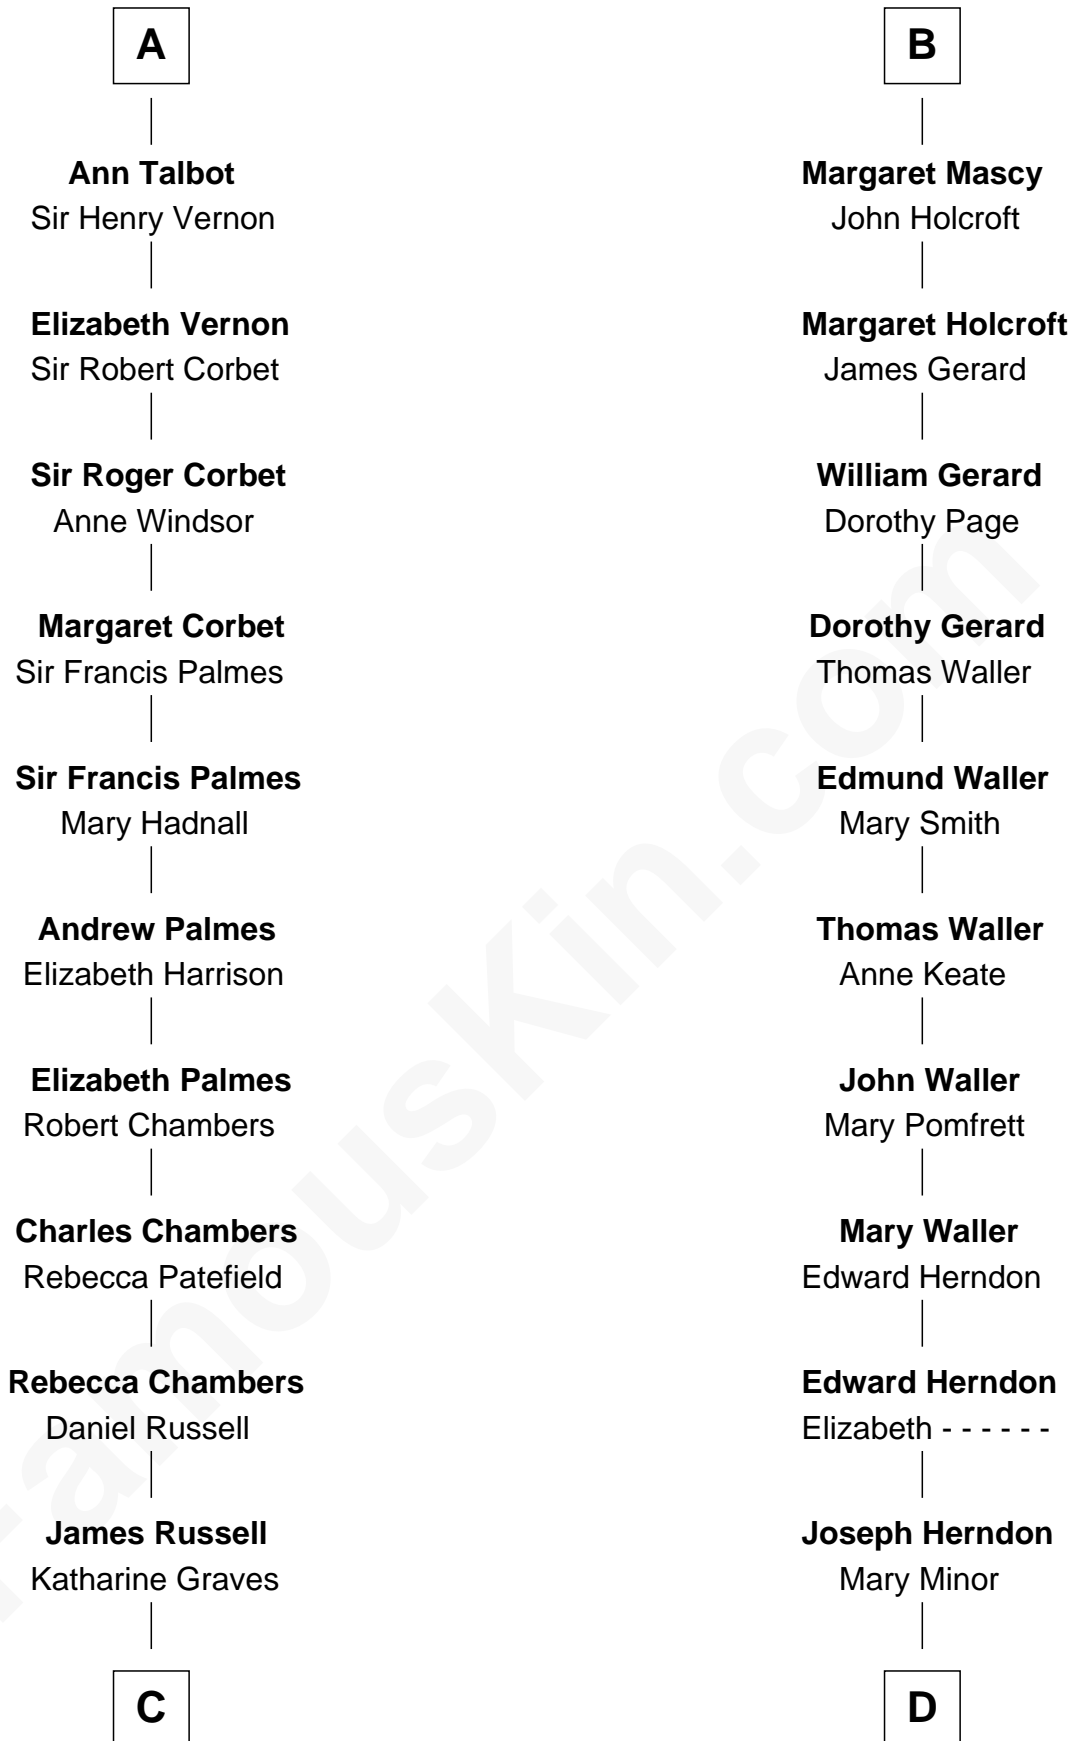 A
Ann Talbot
Sir Henry Vernon
Elizabeth Vernon
Sir Robert Corbet
Sir Roger Corbet
Anne Windsor
Margaret Corbet
Sir Francis Palmes
Sir Francis Palmes
Mary Hadnall
Andrew Palmes
Elizabeth Harrison
Elizabeth Palmes
Robert Chambers
Charles Chambers
Rebecca Patefield
Rebecca Chambers
Daniel Russell
James Russell
Katharine Graves
C
B
Margaret Mascy
John Holcroft
Margaret Holcroft
James Gerard
William Gerard
Dorothy Page
Dorothy Gerard
Thomas Waller
Edmund Waller
Mary Smith
Thomas Waller
Anne Keate
John Waller
Mary Pomfrett
Mary Waller
Edward Herndon
Edward Herndon
Elizabeth - - - - - -
Joseph Herndon
Mary Minor
D
FamousKin.com